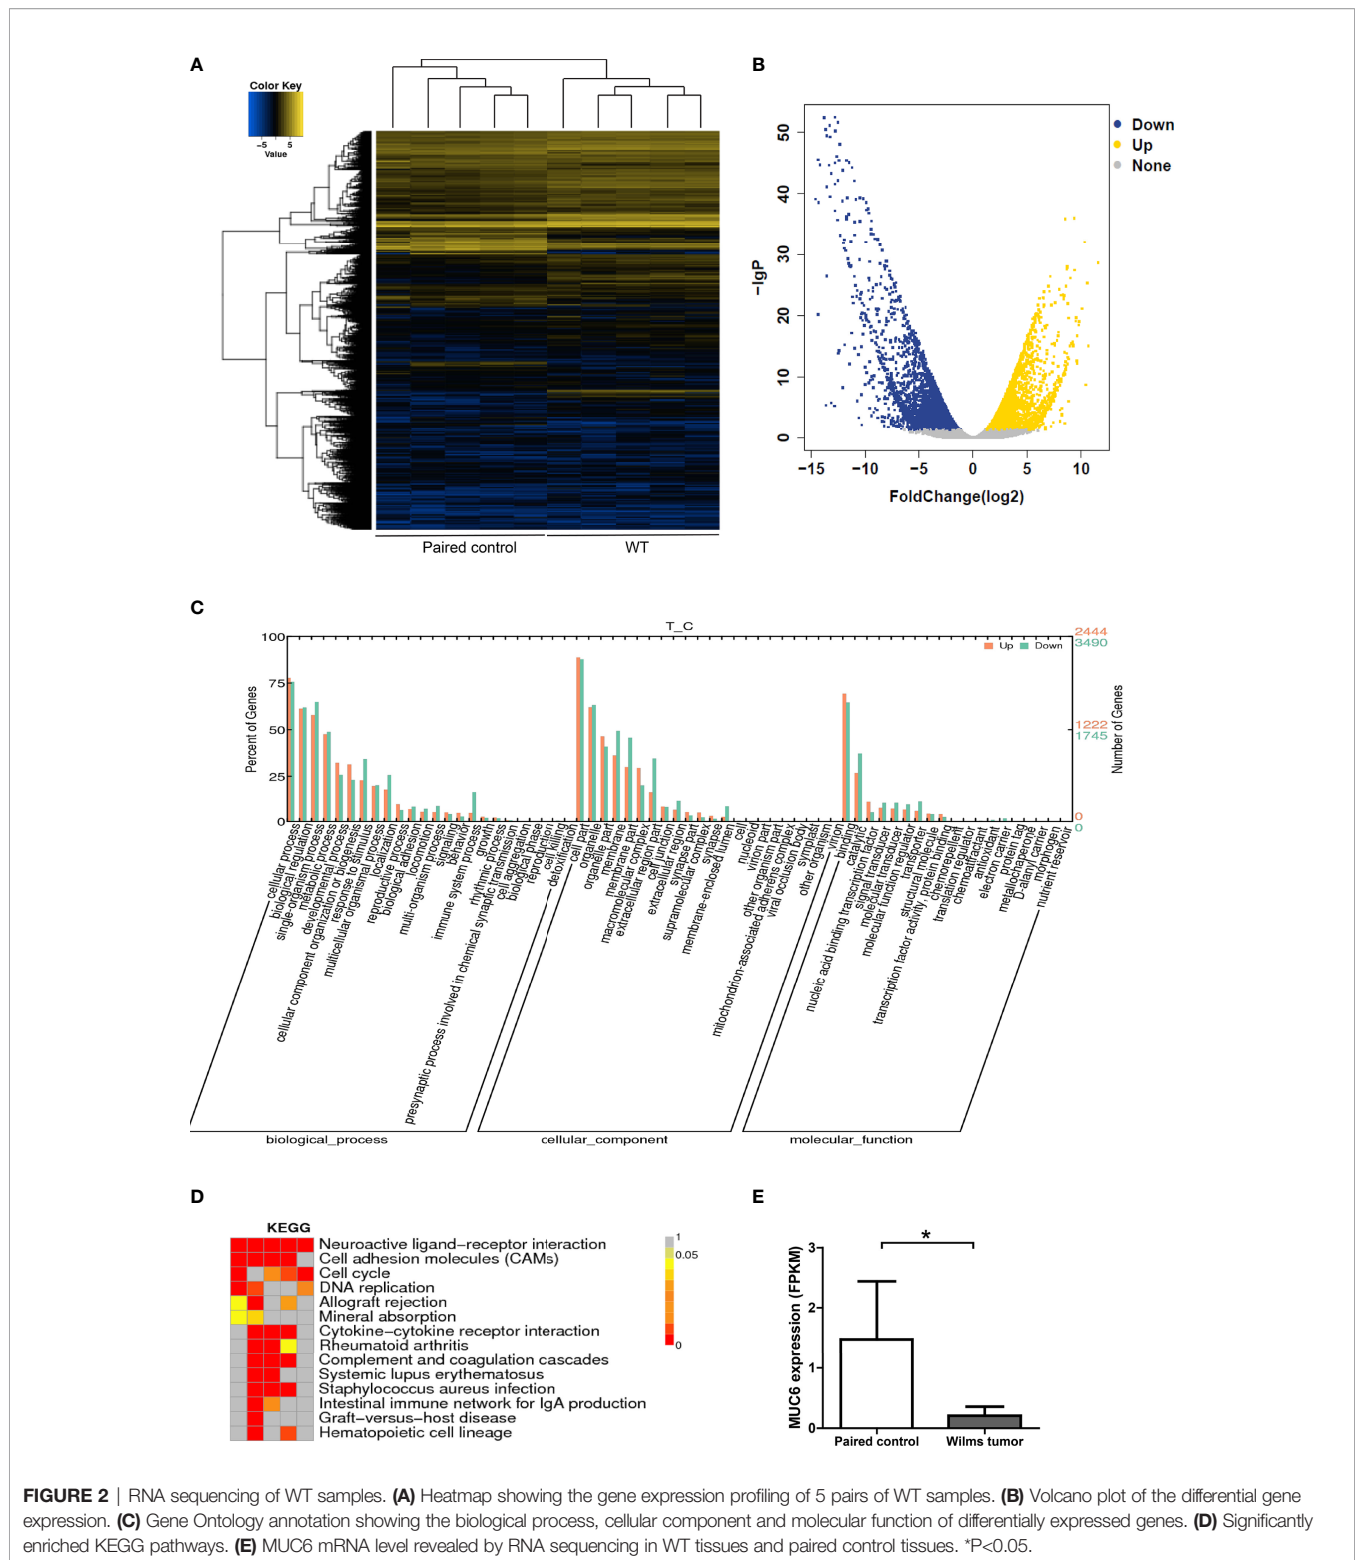 A
Color Key
−5 5
Value
Paired control
WT
B
Down
Up
None
50
40
30
20
10
0
−lgP
−15 −10 −5 0 5 10
FoldChange(log2)
C
T_C
Up Down
100
75
50
25
0
Percent of Genes
2444
3490
1222
1745
0
0
Number of Genes
cellular process
biological regulation
single-organism process
metabolic process
developmental process
cellular component organization or biogenesis
response to stimulus
multicellular organismal process
localization
reproductive process
biological adhesion
locomotion
multi-organism process
signaling
behavior
immune system process
growth
rhythmic process
presynaptic process involved in chemical synaptic transmission
cell aggregation
biological phase
reproduction
cell killing
detoxification
cell part
organelle
organelle part
membrane
membrane part
macromolecular complex
extracellular region part
cell junction
extracellular region
synapse part
supramolecular complex
synapse
membrane-enclosed lumen
cell
nucleoid
virion part
other organism part
mitochondrion-associated adherens complex
viral occlusion body
symplast
other organism
virion
binding
catalytic
nucleic acid binding transcription factor
signal transducer
molecular transducer
molecular function regulator
transporter
structural molecule
transcription factor activity, protein binding
chemorepellent
translation regulator
chemoattractant
antioxidant
electron carrier
protein tag
metallochaperone
D-alanyl carrier
morphogen
nutrient reservoir
biological_process
cellular_component
molecular_function
D
KEGG
Neuroactive ligand−receptor interaction
Cell adhesion molecules (CAMs)
Cell cycle
DNA replication
Allograft rejection
Mineral absorption
Cytokine−cytokine receptor interaction
Rheumatoid arthritis
Complement and coagulation cascades
Systemic lupus erythematosus
Staphylococcus aureus infection
Intestinal immune network for IgA production
Graft−versus−host disease
Hematopoietic cell lineage
1
0.05
0
E
*
3
2
1
0
MUC6 expression (FPKM)
Paired control Wilms tumor
FIGURE 2 | RNA sequencing of WT samples. (A) Heatmap showing the gene expression profiling of 5 pairs of WT samples. (B) Volcano plot of the differential gene
expression. (C) Gene Ontology annotation showing the biological process, cellular component and molecular function of differentially expressed genes. (D) Significantly
enriched KEGG pathways. (E) MUC6 mRNA level revealed by RNA sequencing in WT tissues and paired control tissues. *P<0.05.